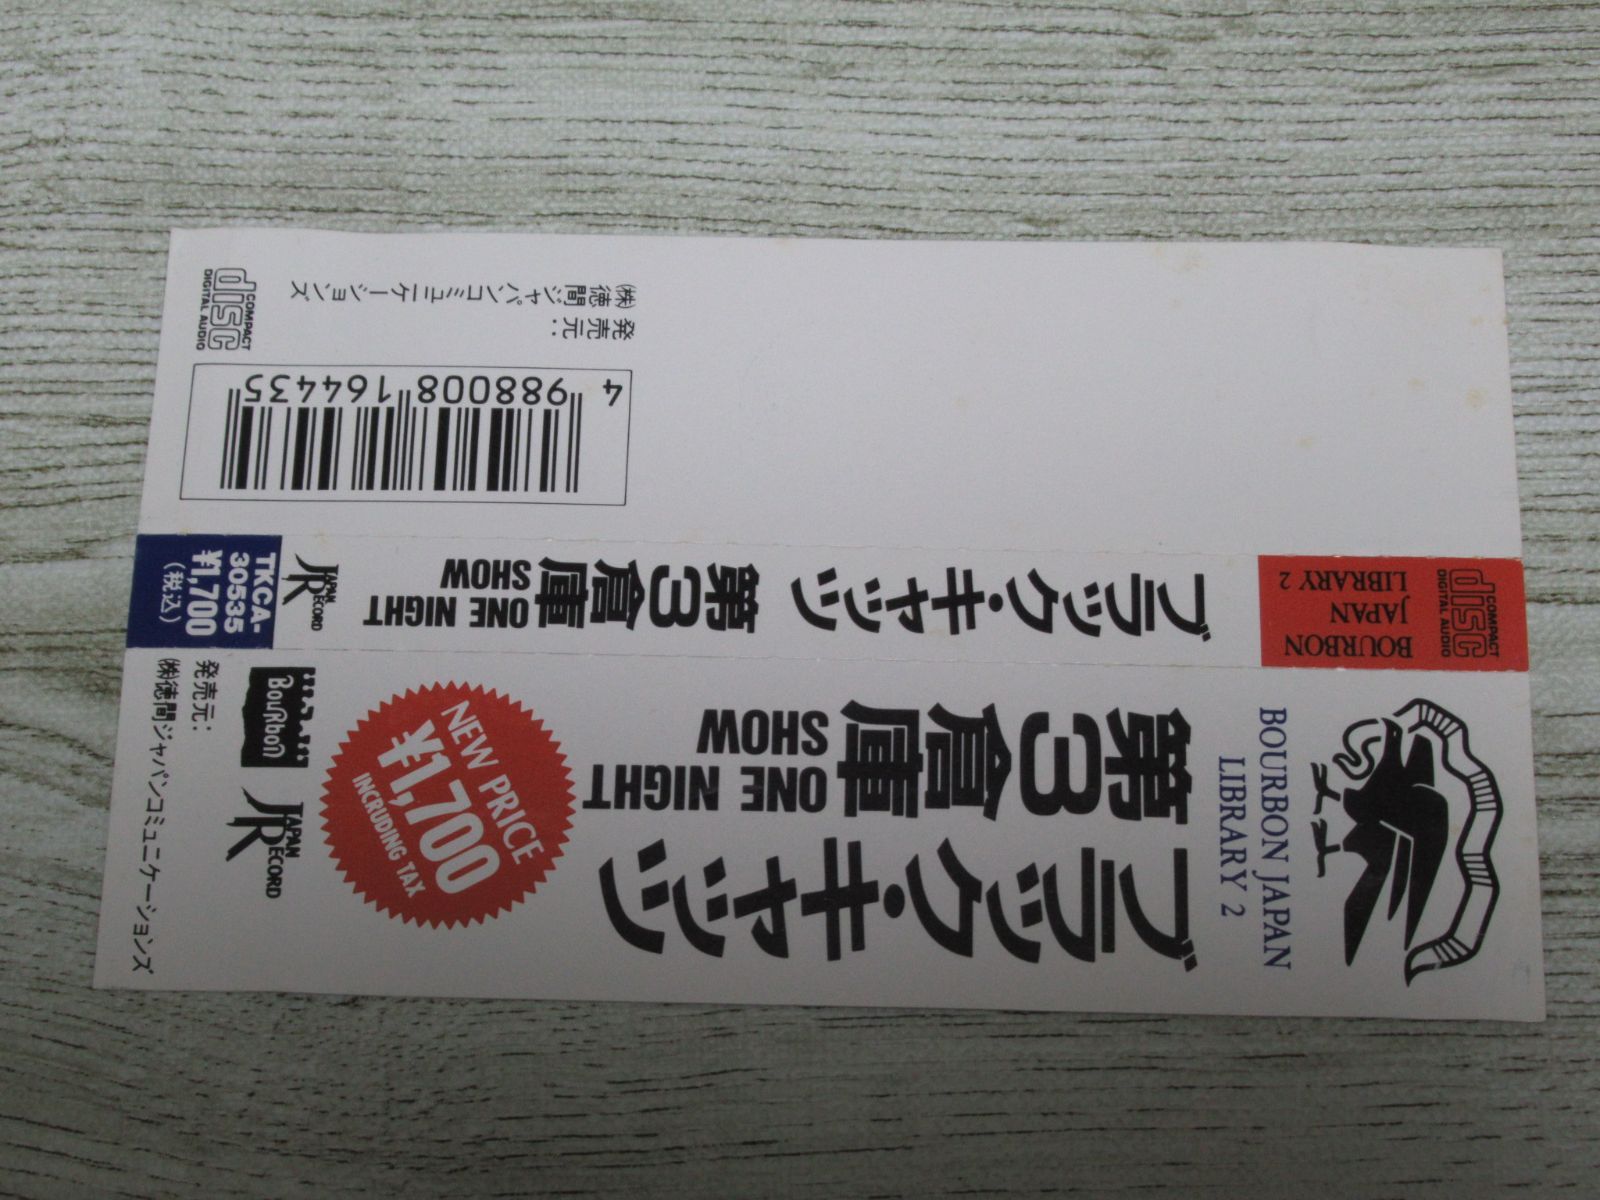 BOURBON JAPAN
LIBRARY 2
ブラック・キャッツ
第3倉庫
ONE NIGHT
SHOW
NEW PRICE
¥1,700
INCRUDING TAX
BOURBON
JAPAN RECORD
発売元:
㈱徳間ジャパンコミュニケーションズ
COMPACT
disc
DIGITAL AUDIO
BOURBON
JAPAN
LIBRARY 2
ブラック・キャッツ
第3倉庫
ONE NIGHT
SHOW
JAPAN RECORD
TKCA-
30535
¥1,700
(税込)
4 988008 164435
発売元:
㈱徳間ジャパンコミュニケーションズ
COMPACT
disc
DIGITAL AUDIO